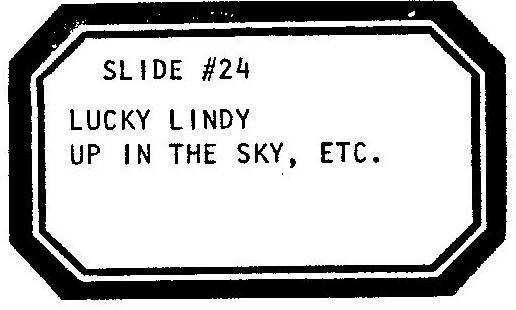 SLIDE #24
LUCKY LINDY
UP IN THE SKY, ETC.